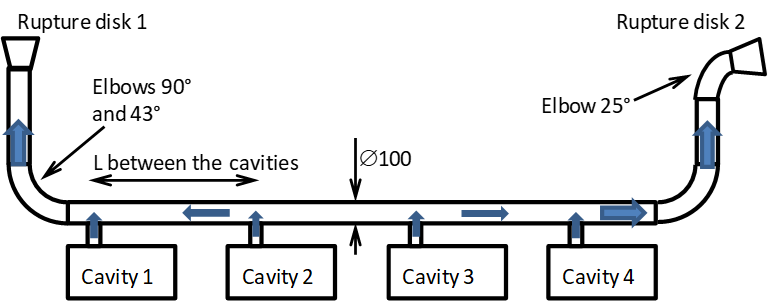 Rupture disk 1
Rupture disk 2
Elbows 90°
and 43°
Elbow 25°
L between the cavities
∅100
Cavity 1
Cavity 2
Cavity 3
Cavity 4